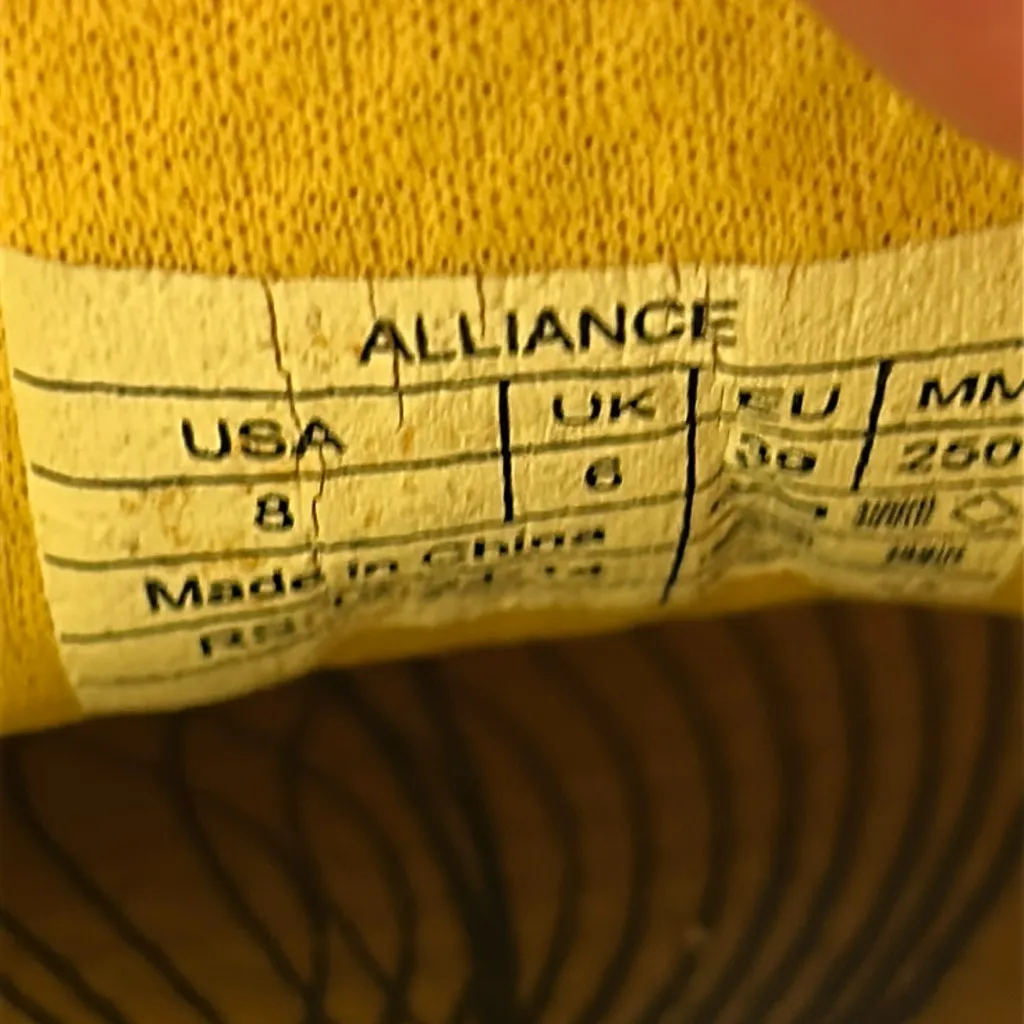 ALLIANCE
USA UK EU MM
8 6 39 250
Made in China